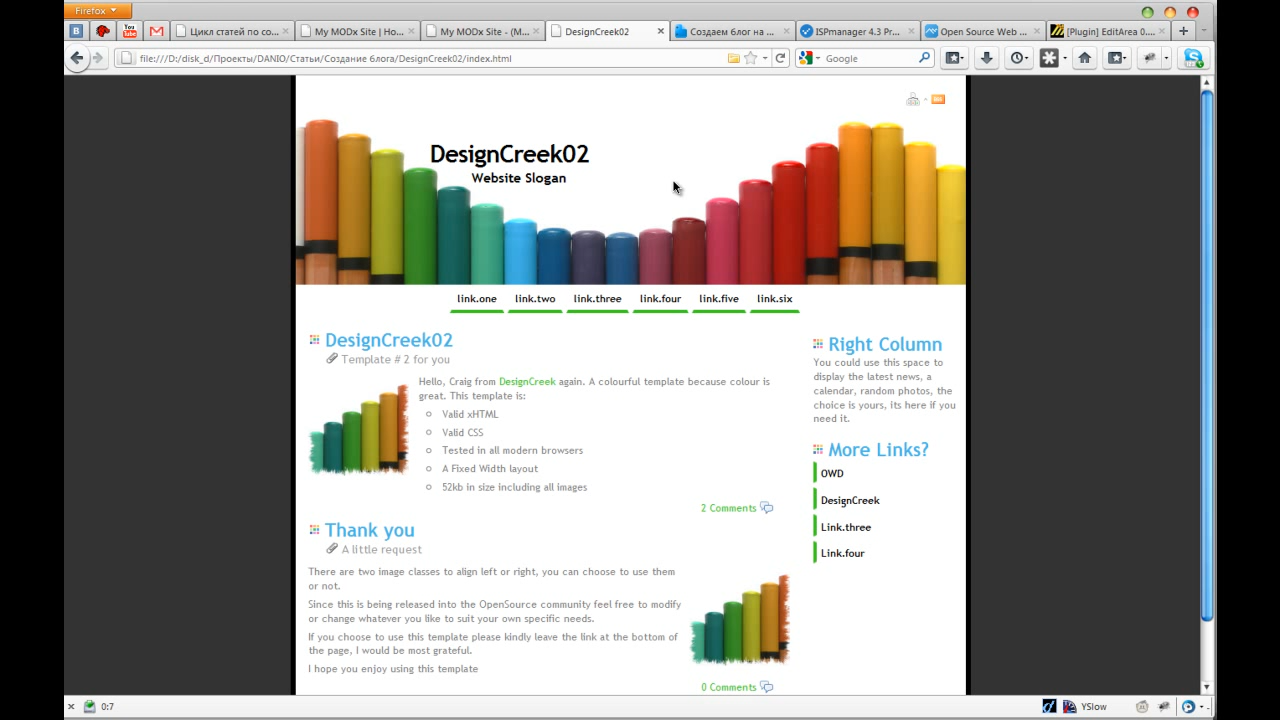 Firefox
Цикл статей по со...
My MODx Site | Ho...
My MODx Site - (M...
DesignCreek02
Создаем блог на ...
ISPmanager 4.3 Pr...
Open Source Web ...
[Plugin] EditArea 0....
file:///D:/disk_d/Проекты/DANIO/Статьи/Создание блога/DesignCreek02/index.html
Google
DesignCreek02
Website Slogan
link.one link.two link.three link.four link.five link.six
DesignCreek02
Template # 2 for you
Hello, Craig from DesignCreek again. A colourful template because colour is
great. This template is:
Valid xHTML
Valid CSS
Tested in all modern browsers
A Fixed Width layout
52kb in size including all images
2 Comments
Thank you
A little request
There are two image classes to align left or right, you can choose to use them
or not.
Since this is being released into the OpenSource community feel free to modify
or change whatever you like to suit your own specific needs.
If you choose to use this template please kindly leave the link at the bottom of
the page, I would be most grateful.
I hope you enjoy using this template
0 Comments
Right Column
You could use this space to
display the latest news, a
calendar, random photos, the
choice is yours, its here if you
need it.
More Links?
OWD
DesignCreek
Link.three
Link.four
0:7
YSlow